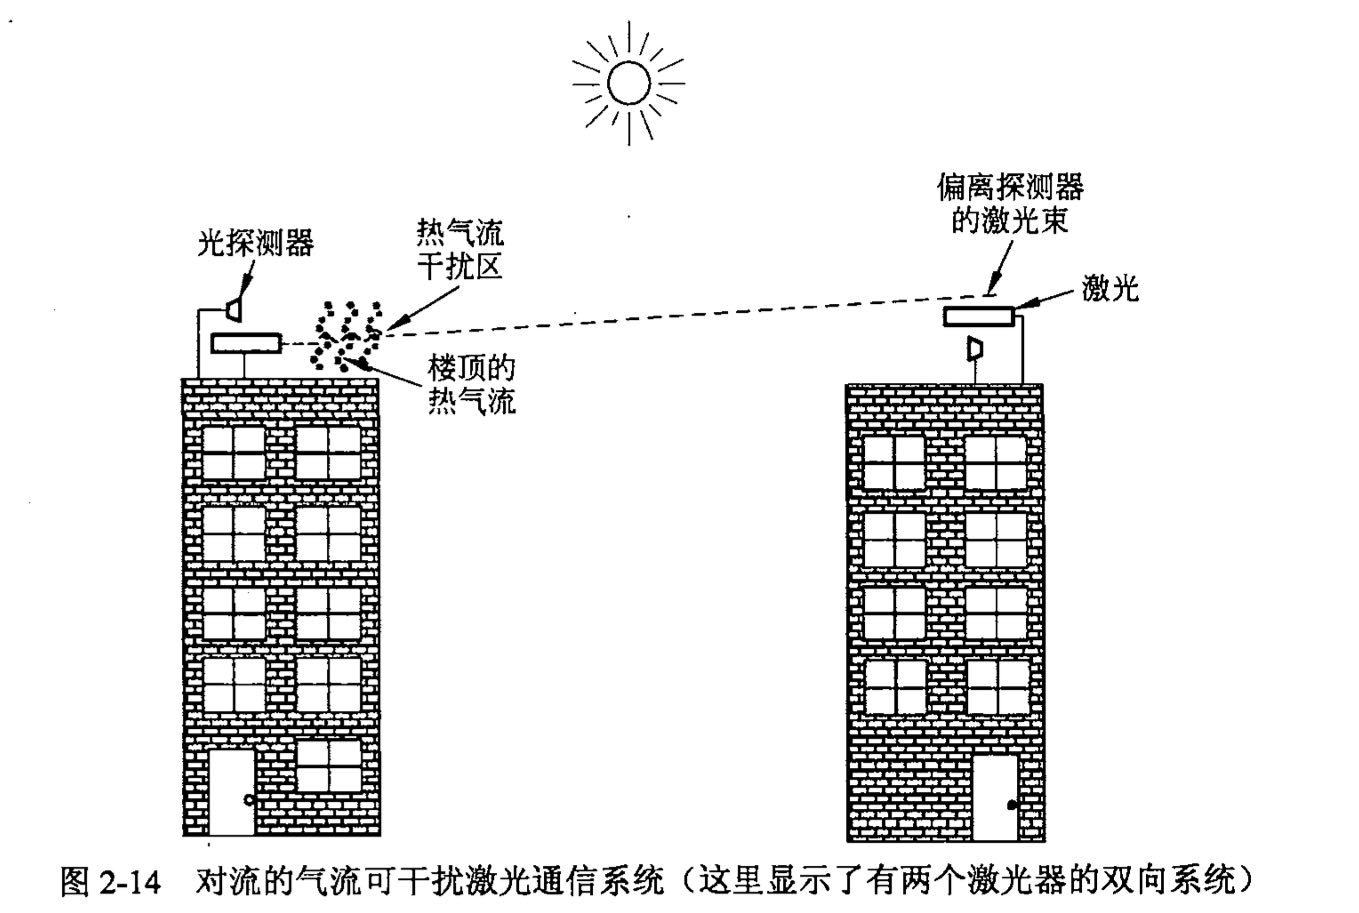 偏离探测器
的激光束
光探测器
热气流
干扰区
激光
楼顶的
热气流
图 2-14 对流的气流可干扰激光通信系统（这里显示了有两个激光器的双向系统）